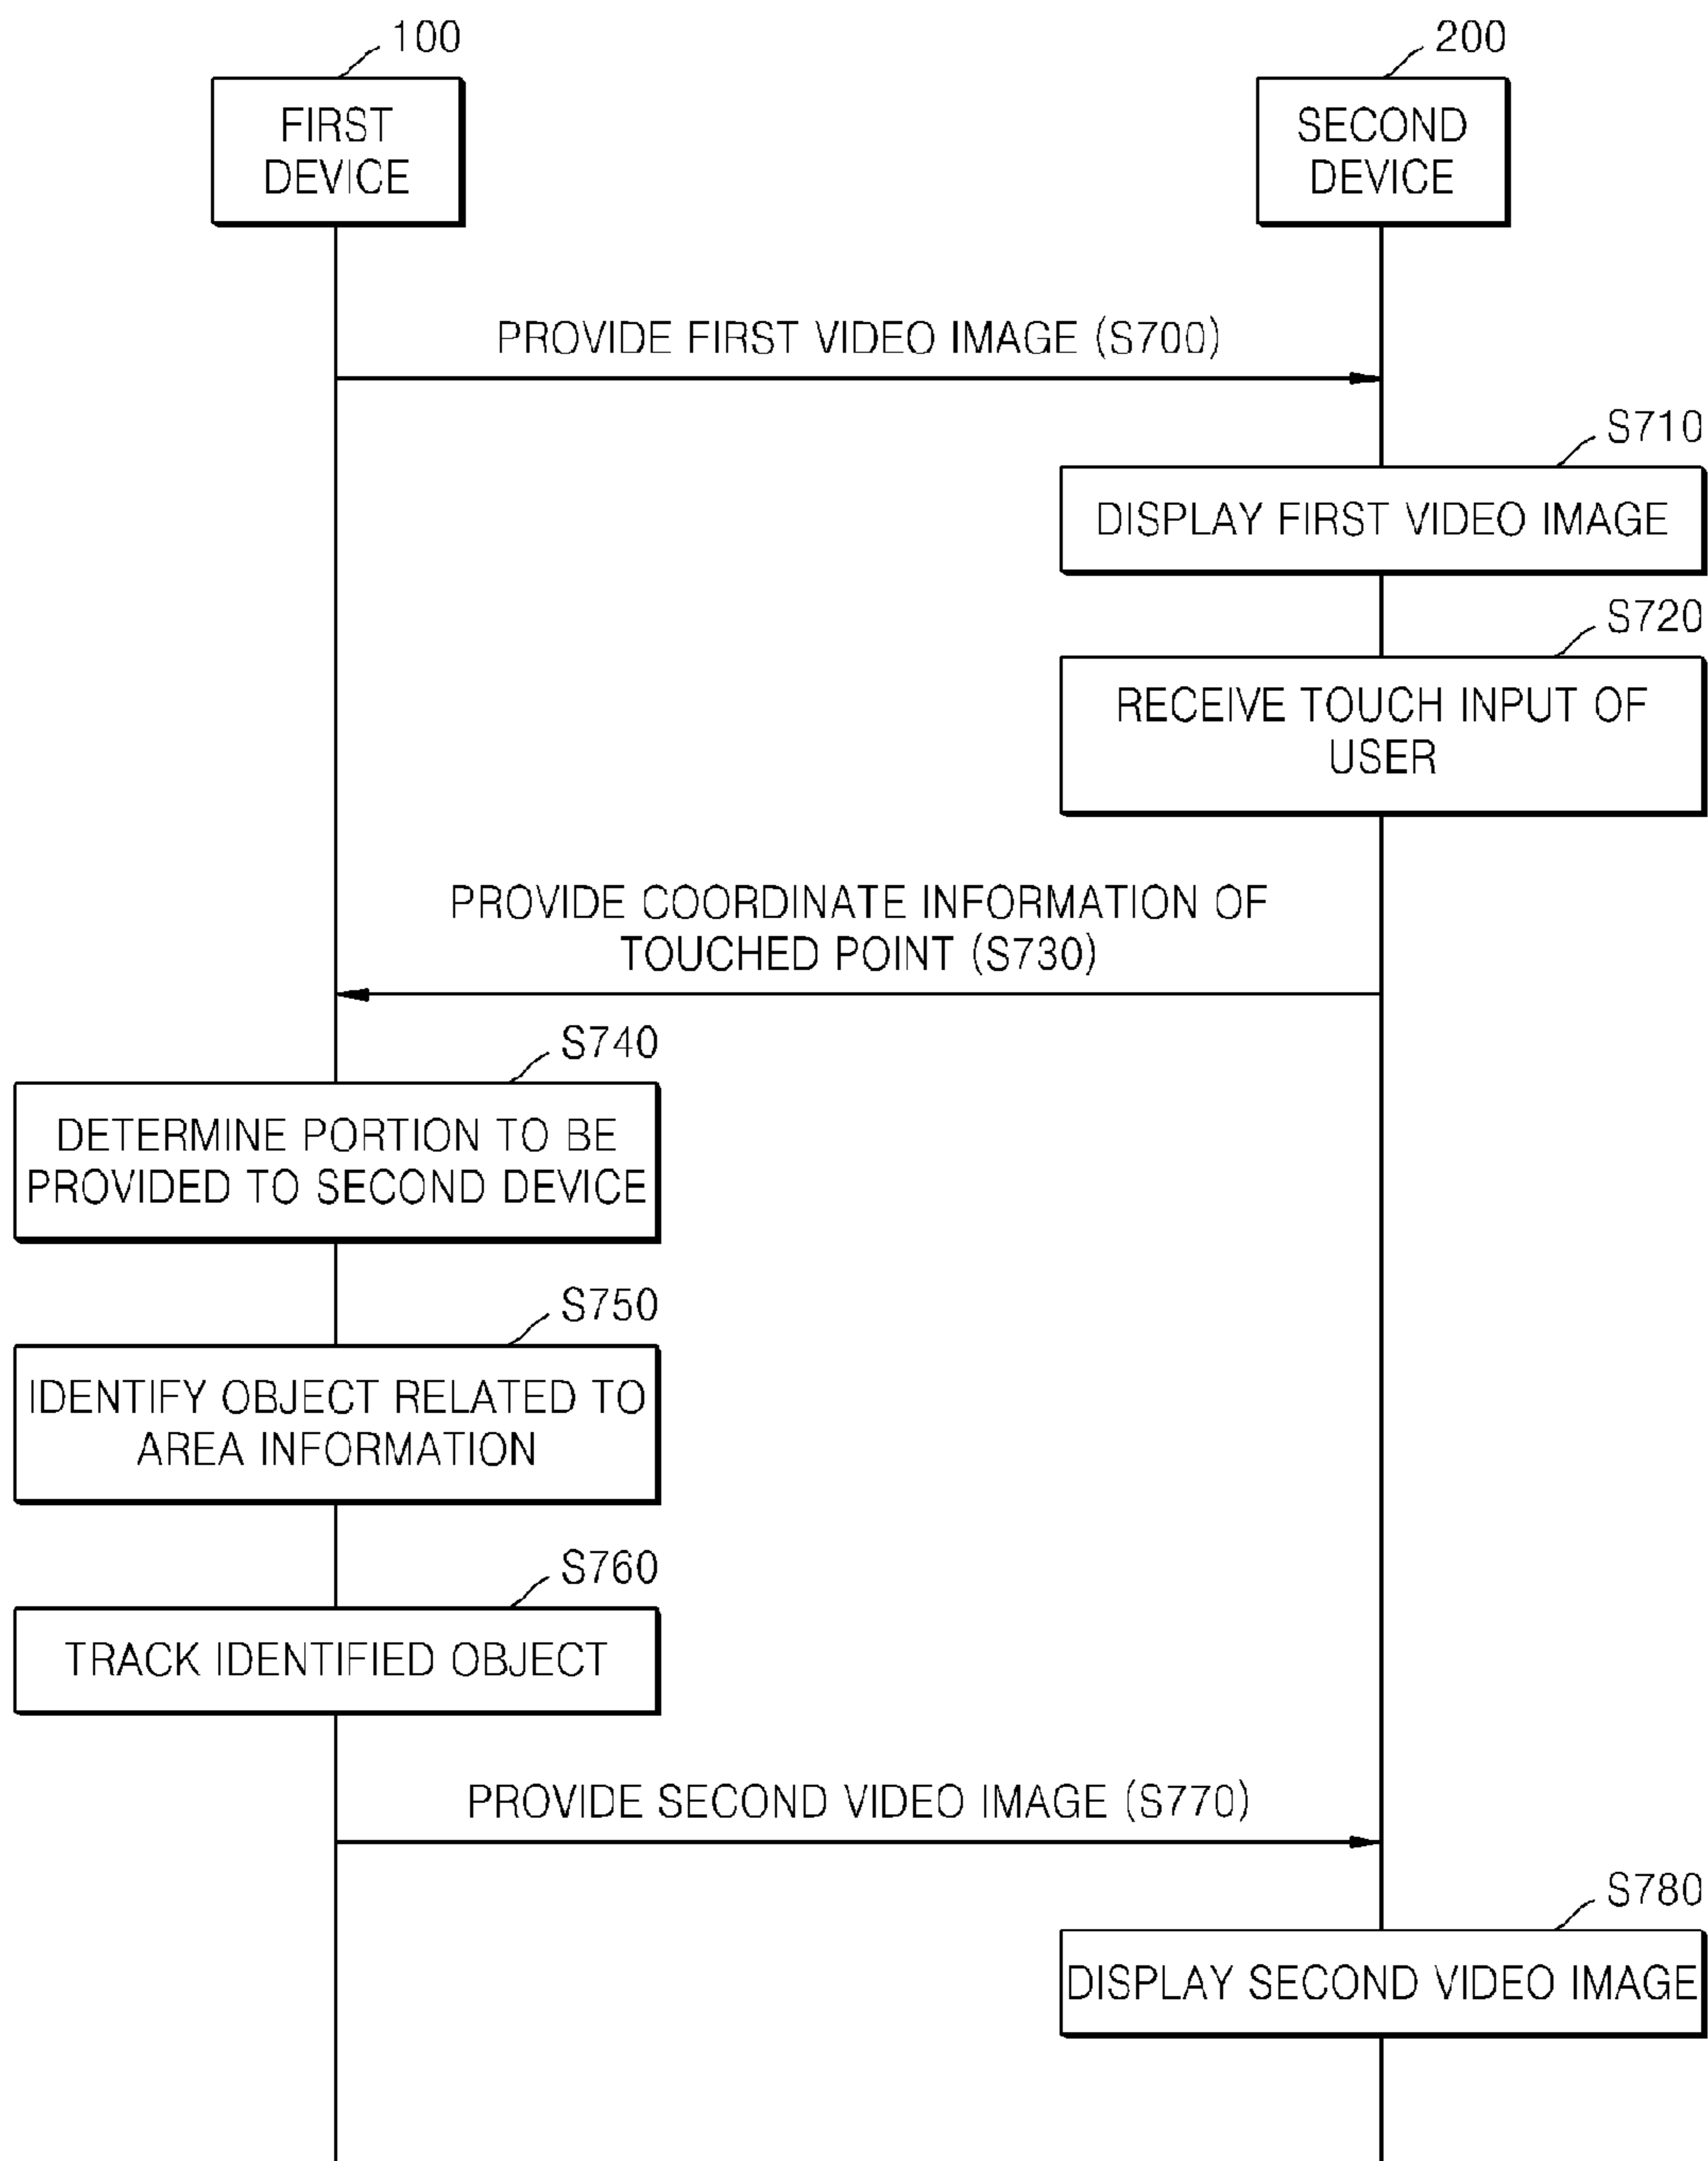 100
200
FIRST
DEVICE
SECOND
DEVICE
PROVIDE FIRST VIDEO IMAGE (S700)
S710
DISPLAY FIRST VIDEO IMAGE
S720
RECEIVE TOUCH INPUT OF
USER
PROVIDE COORDINATE INFORMATION OF
TOUCHED POINT (S730)
S740
DETERMINE PORTION TO BE
PROVIDED TO SECOND DEVICE
S750
IDENTIFY OBJECT RELATED TO
AREA INFORMATION
S760
TRACK IDENTIFIED OBJECT
PROVIDE SECOND VIDEO IMAGE (S770)
S780
DISPLAY SECOND VIDEO IMAGE